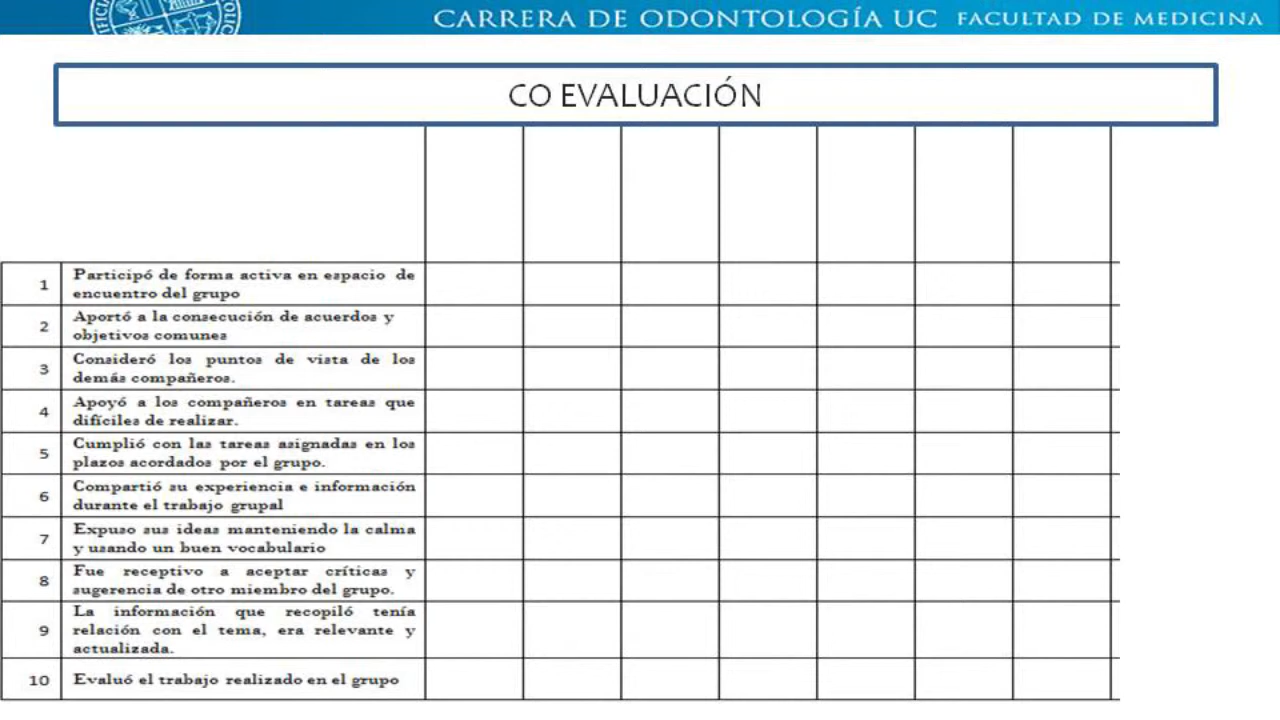 CARRERA DE ODONTOLOGÍA UC FACULTAD DE MEDICINA
CO EVALUACIÓN
1 Participó de forma activa en espacio de
encuentro del grupo
2 Aportó a la consecución de acuerdos y
objetivos comunes
3 Consideró los puntos de vista de los
demás compañeros.
4 Apoyó a los compañeros en tareas que
difíciles de realizar.
5 Cumplió con las tareas asignadas en los
plazos acordados por el grupo.
6 Compartió su experiencia e información
durante el trabajo grupal
7 Expuso sus ideas manteniendo la calma
y usando un buen vocabulario
8 Fue receptivo a aceptar críticas y
sugerencia de otro miembro del grupo.
9 La información que recopiló tenía
relación con el tema, era relevante y
actualizada.
10 Evaluó el trabajo realizado en el grupo